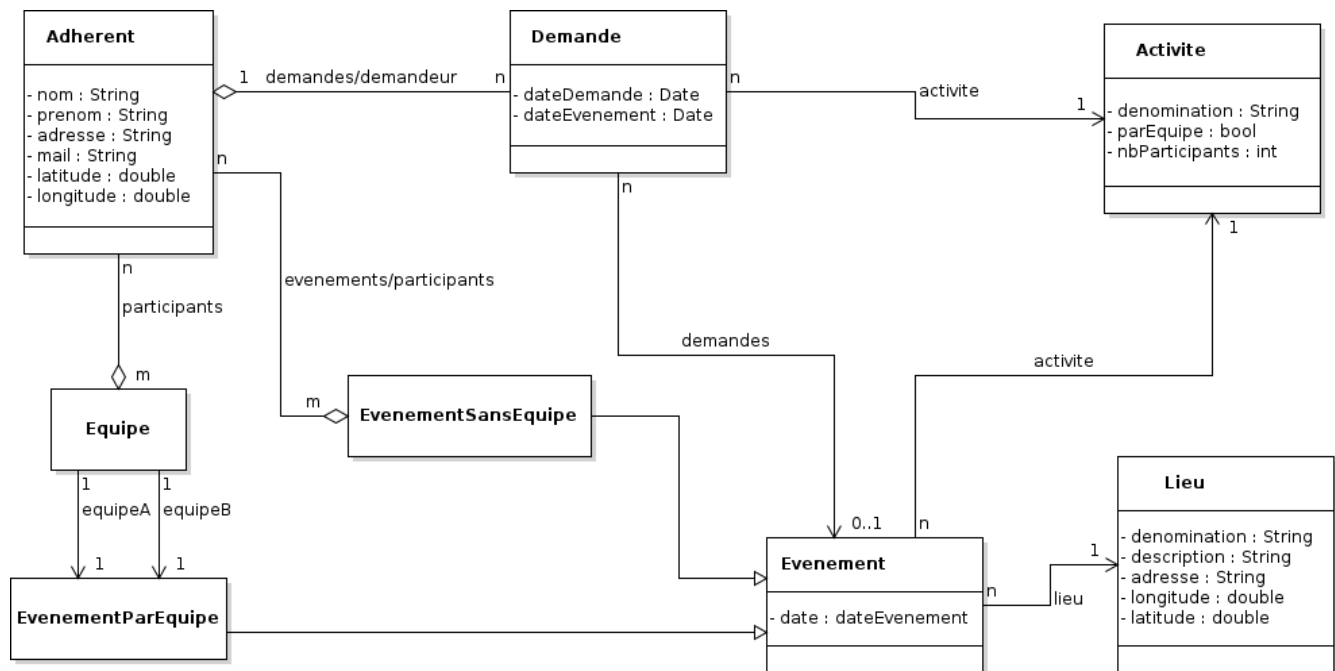 Adherent
- nom : String
- prenom : String
- adresse : String
- mail : String
- latitude : double
- longitude : double
1 demandes/demandeur n
Demande
- dateDemande : Date
- dateEvenement : Date
n
activite
1
Activite
- denomination : String
- parEquipe : bool
- nbParticipants : int
n
evenements/participants
m
n
participants
m
n
demandes
0..1
1
activite
n
Equipe
EvenementSansEquipe
1
equipeA
1
1
equipeB
1
EvenementParEquipe
Evenement
- date : dateEvenement
n
lieu
1
Lieu
- denomination : String
- description : String
- adresse : String
- longitude : double
- latitude : double